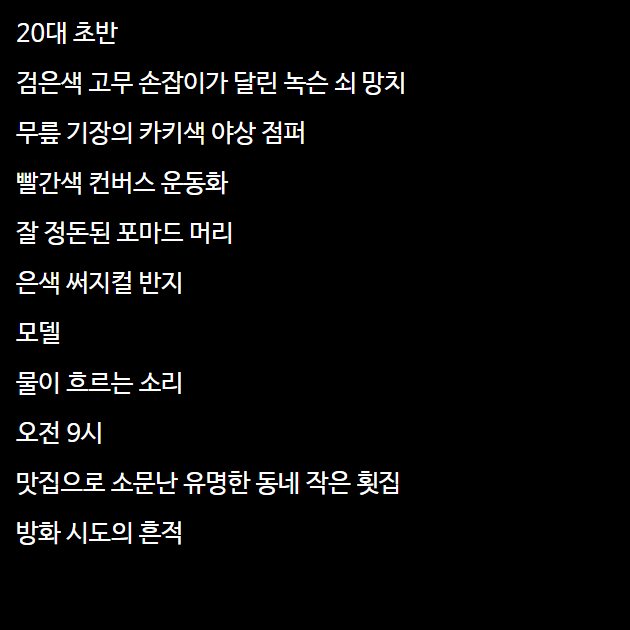 20대 초반
검은색 고무 손잡이가 달린 녹슨 쇠 망치
무릎 기장의 카키색 야상 점퍼
빨간색 컨버스 운동화
잘 정돈된 포마드 머리
은색 써지컬 반지
모델
물이 흐르는 소리
오전 9시
맛집으로 소문난 유명한 동네 작은 횟집
방화 시도의 흔적